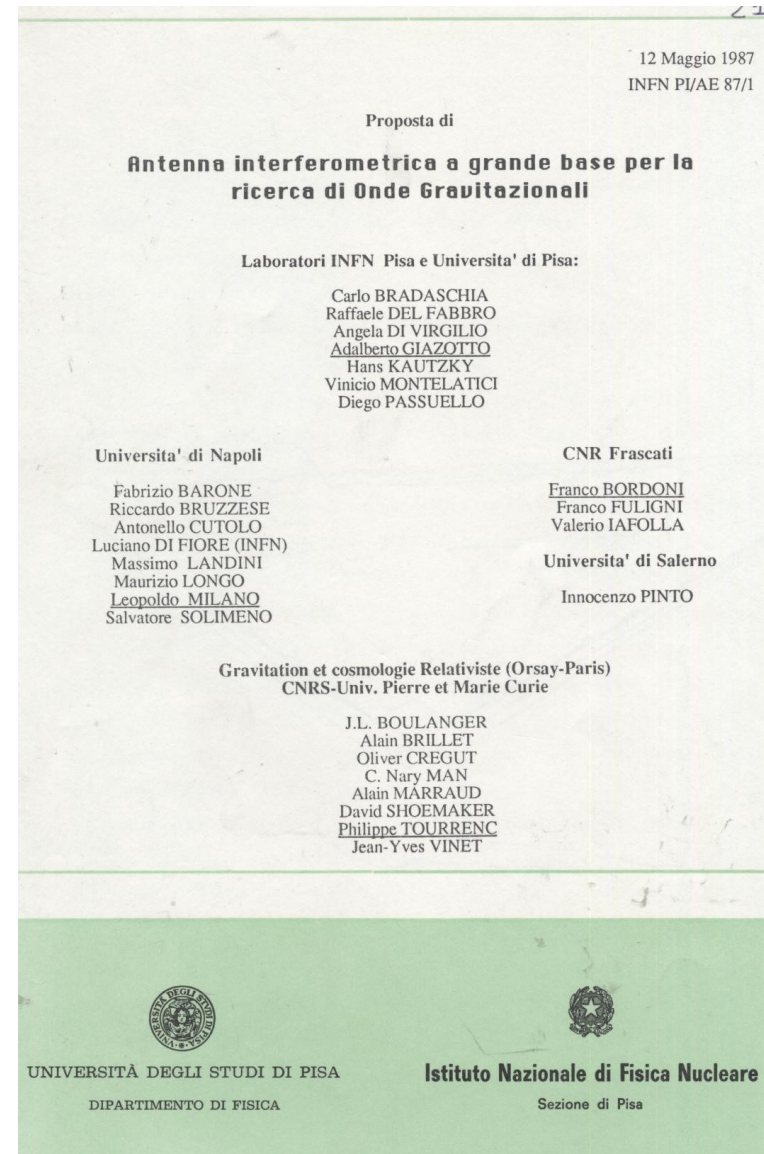 12 Maggio 1987
INFN PI/AE 87/1
Proposta di
Antenna interferometrica a grande base per la
ricerca di Onde Gravitazionali
Laboratori INFN Pisa e Universita' di Pisa:
Carlo BRADASCHIA
Raffaele DEL FABBRO
Angela DI VIRGILIO
Adalberto GIAZOTTO
Hans KAUTZKY
Vinicio MONTELATICI
Diego PASSUELLO
Universita' di Napoli
Fabrizio BARONE
Riccardo BRUZZESE
Antonello CUTOLO
Luciano DI FIORE (INFN)
Massimo LANDINI
Maurizio LONGO
Leopoldo MILANO
Salvatore SOLIMENO
CNR Frascati
Franco BORDONI
Franco FULIGNI
Valerio IAFOLLA
Universita' di Salerno
Innocenzo PINTO
Gravitation et cosmologie Relativiste (Orsay-Paris)
CNRS-Univ. Pierre et Marie Curie
J.L. BOULANGER
Alain BRILLET
Oliver CREGUT
C. Nary MAN
Alain MARRAUD
David SHOEMAKER
Philippe TOURRENC
Jean-Yves VINET
UNIVERSITÀ DEGLI STUDI DI PISA
DIPARTIMENTO DI FISICA
Istituto Nazionale di Fisica Nucleare
Sezione di Pisa